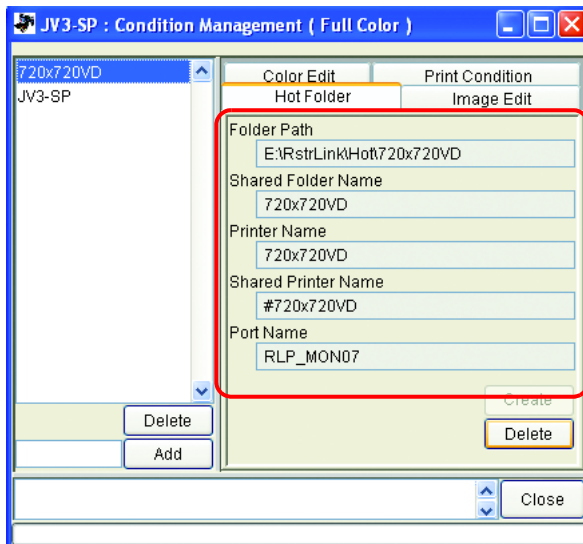 JV3-SP : Condition Management ( Full Color )
720x720VD
JV3-SP
Delete
Add
Color Edit
Print Condition
Hot Folder
Image Edit
Folder Path
E:\RstrLink\Hot\720x720VD
Shared Folder Name
720x720VD
Printer Name
720x720VD
Shared Printer Name
#720x720VD
Port Name
RLP_MON07
Create
Delete
Close